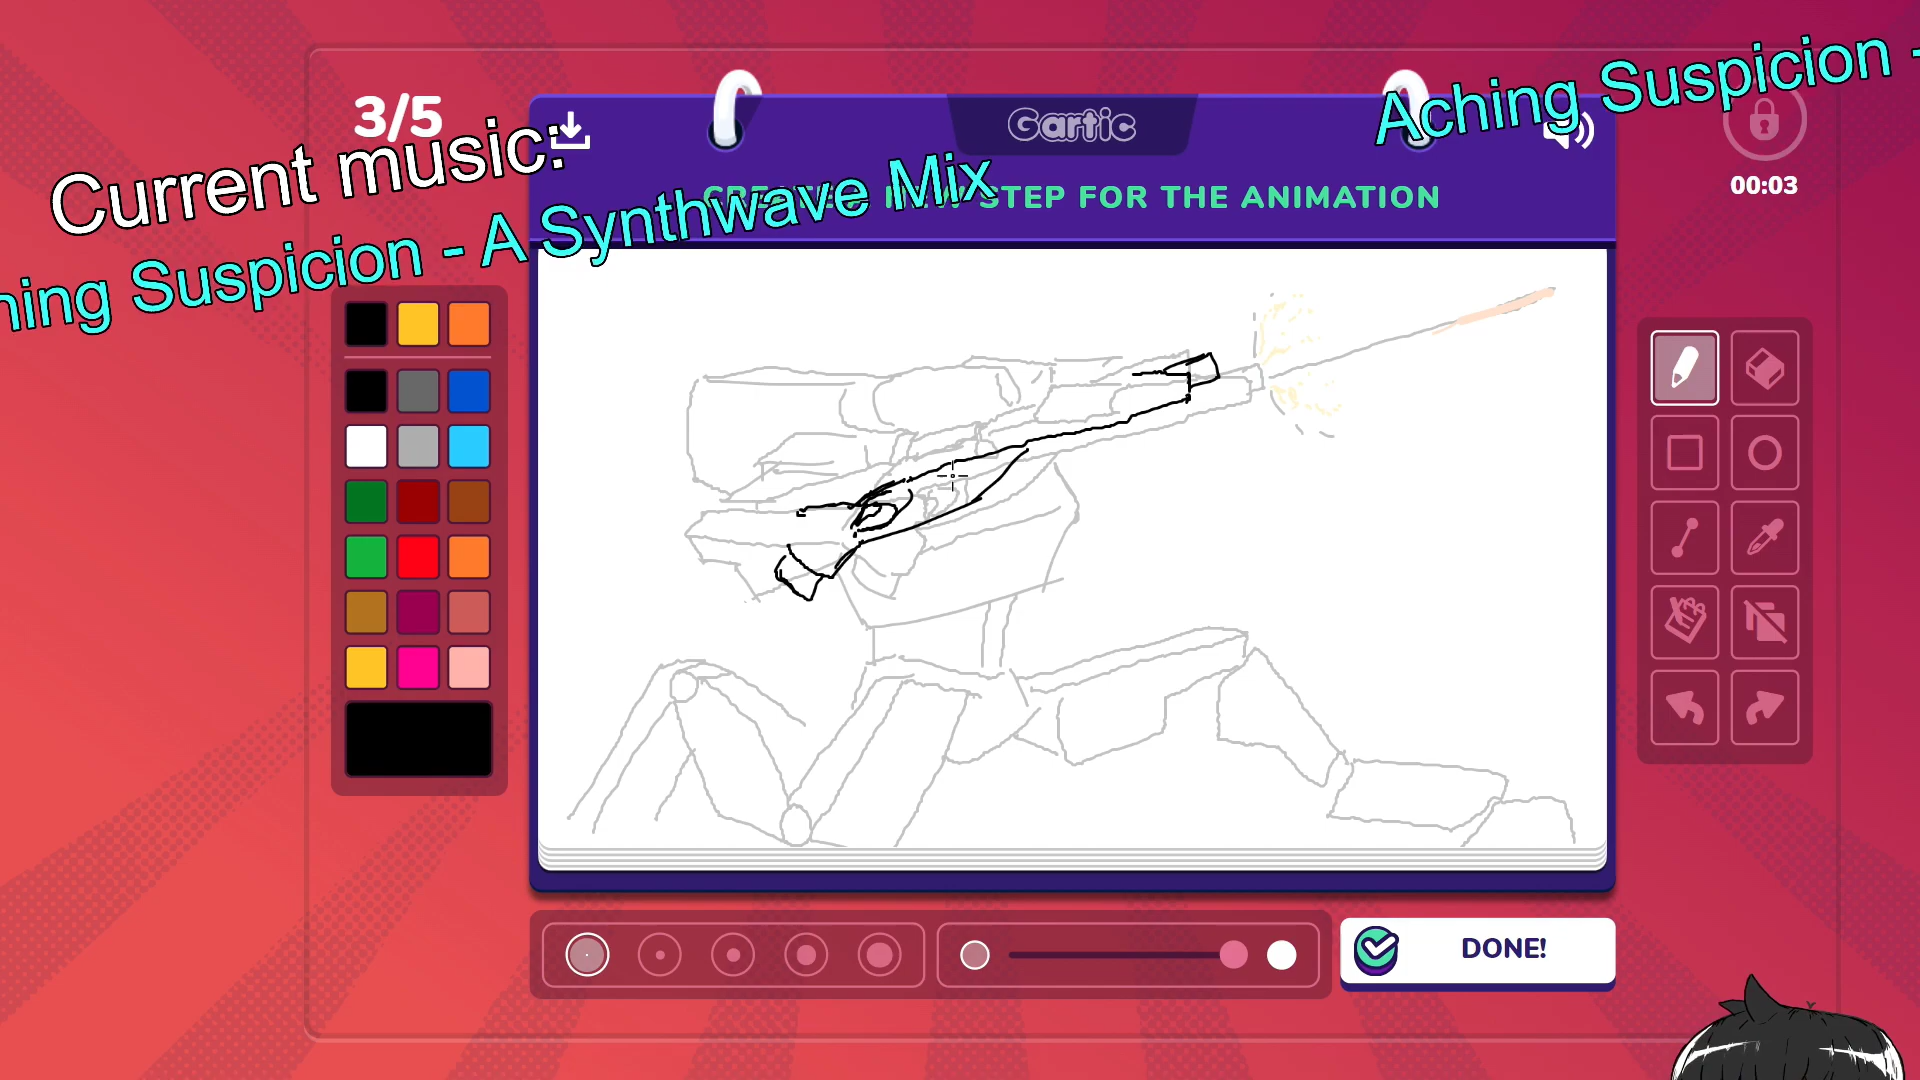 3/5
Current music:
Aching Suspicion -
Gartic
ning Suspicion - A Synthwave Mix
STEP FOR THE ANIMATION
00:03
DONE!